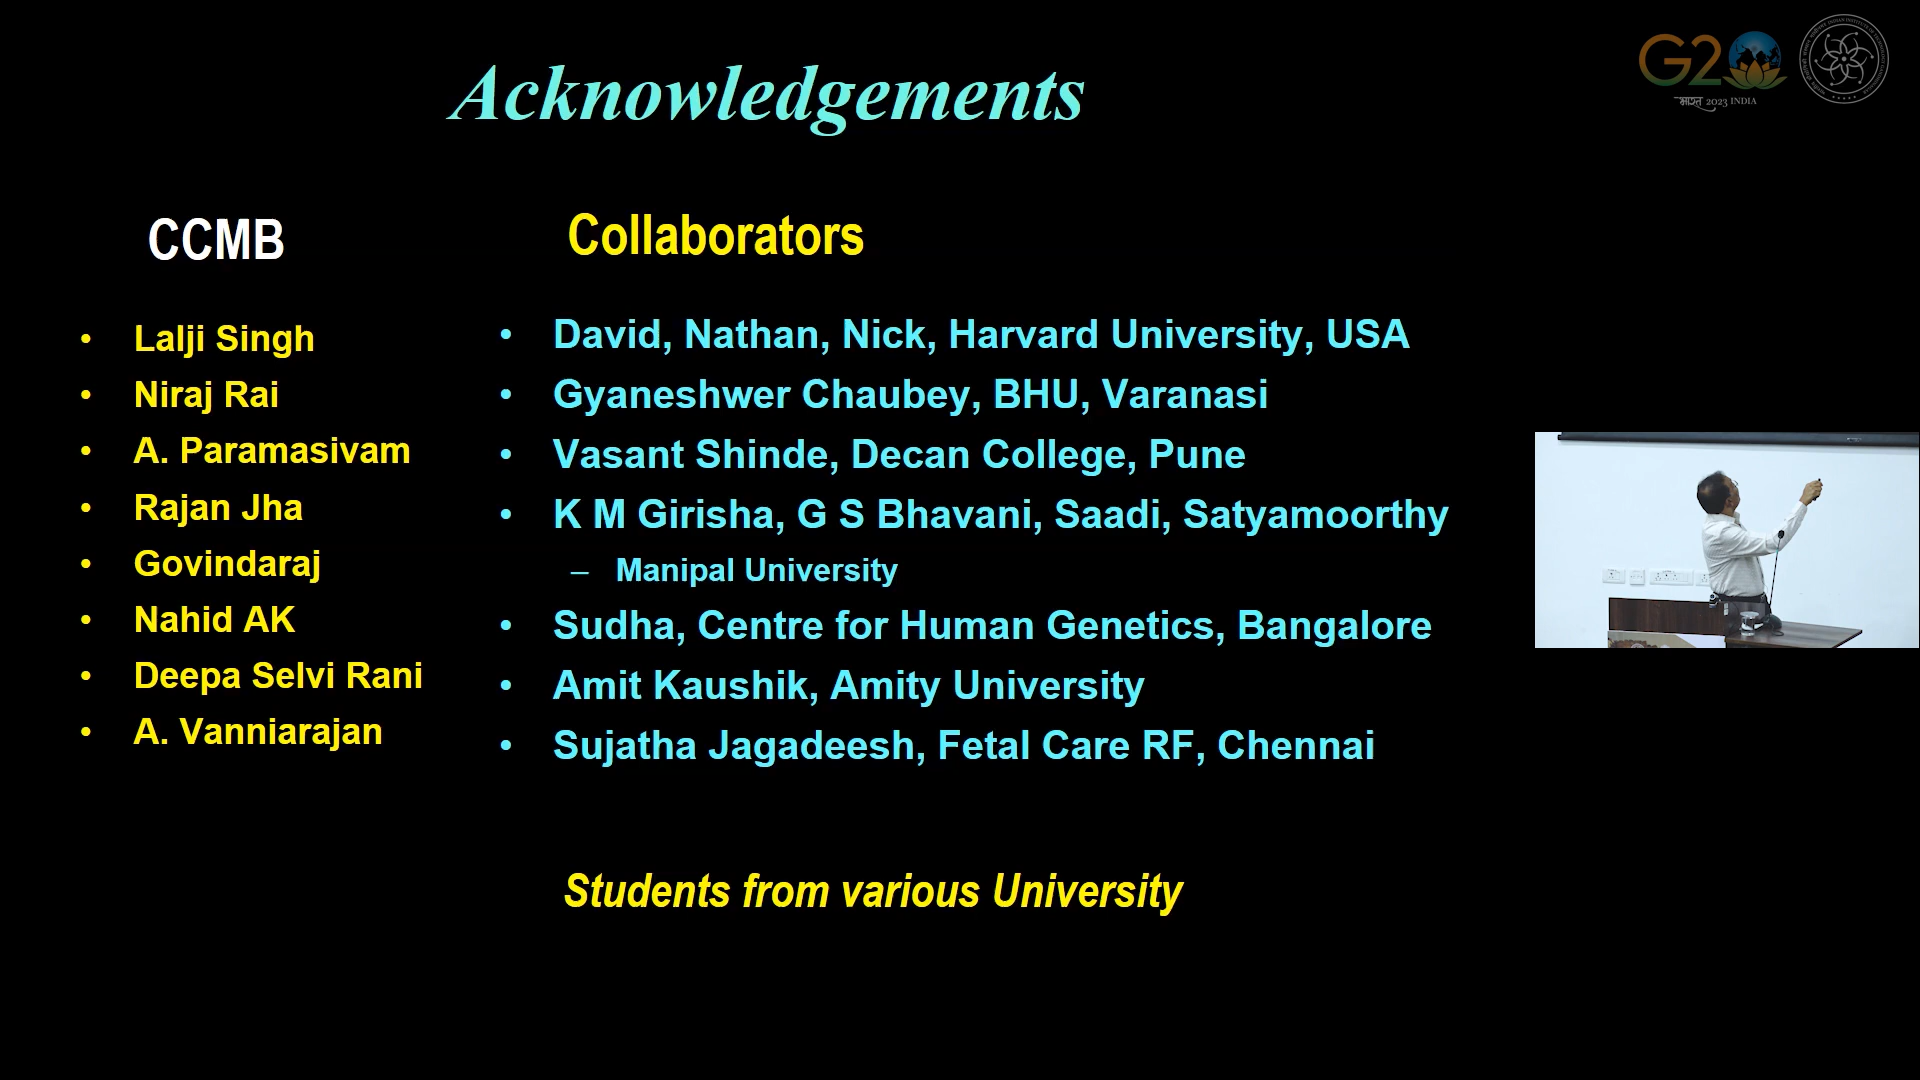 Acknowledgements
G20
भारत 2023 INDIA
CCMB
Lalji Singh
Niraj Rai
A. Paramasivam
Rajan Jha
Govindaraj
Nahid AK
Deepa Selvi Rani
A. Vanniarajan
Collaborators
David, Nathan, Nick, Harvard University, USA
Gyaneshwer Chaubey, BHU, Varanasi
Vasant Shinde, Decan College, Pune
K M Girisha, G S Bhavani, Saadi, Satyamoorthy
– Manipal University
Sudha, Centre for Human Genetics, Bangalore
Amit Kaushik, Amity University
Sujatha Jagadeesh, Fetal Care RF, Chennai
Students from various University